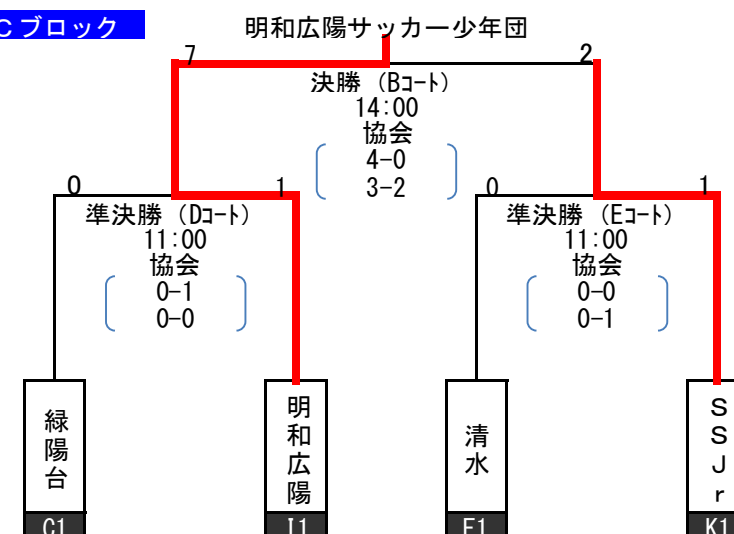 Cブロック
明和広陽サッカー少年団
7
2
決勝（Bコート）
14:00
協会
4-0
3-2
0
1
0
1
準決勝（Dコート）
11:00
協会
0-1
0-0
準決勝（Eコート）
11:00
協会
0-0
0-1
緑陽台
明和広陽
清水
SSJr
C1
I1
K1